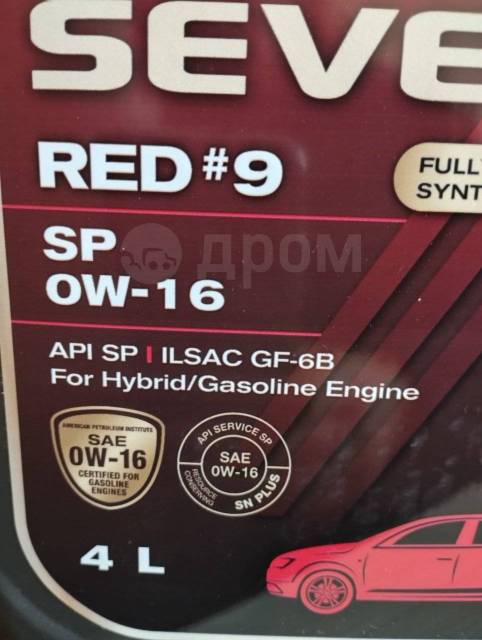 SEVE
RED #9
FULLY
SYNT
SP
дром
0W-16
API SP | ILSAC GF-6B
For Hybrid/Gasoline Engine
AMERICAN PETROLEUM INSTITUTE
SAE
0W-16
CERTIFIED FOR
GASOLINE
ENGINES
API SERVICE SP
SAE
0W-16
RESOURCE
CONSERVING
SN PLUS
4 L